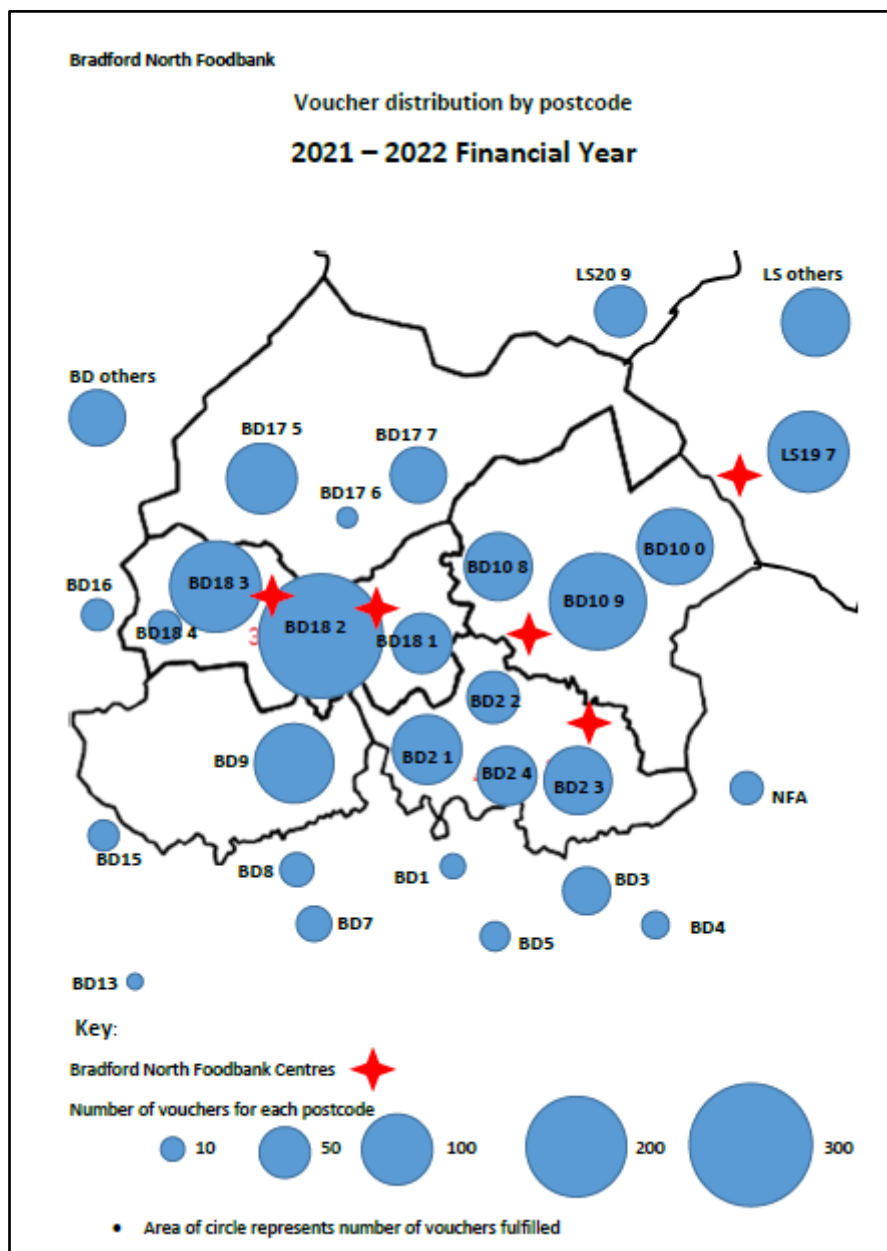 Bradford North Foodbank
Voucher distribution by postcode
2021 – 2022 Financial Year
LS20 9
LS others
BD others
BD17 5
BD17 7
LS19 7
BD17 6
BD10 0
BD10 8
BD18 3
BD16
BD10 9
BD18 4
3
BD18 2
BD18 1
BD2 2
BD9
BD2 1
BD2 4
BD2 3
NFA
BD15
BD8
BD1
BD3
BD7
BD5
BD4
BD13
Key:
Bradford North Foodbank Centres
Number of vouchers for each postcode
10
50
100
200
300
• Area of circle represents number of vouchers fulfilled